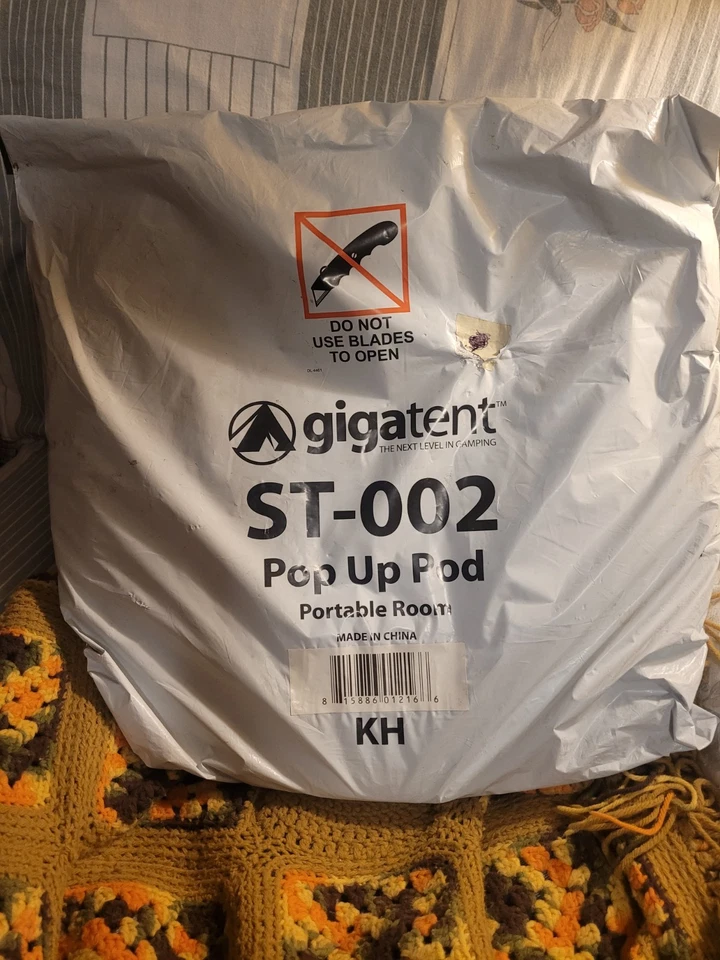 DO NOT
USE BLADES
TO OPEN
gigatent™
THE NEXT LEVEL IN CAMPING
ST-002
Pop Up Pod
Portable Room
MADE IN CHINA
8 15886 01216 6
KH